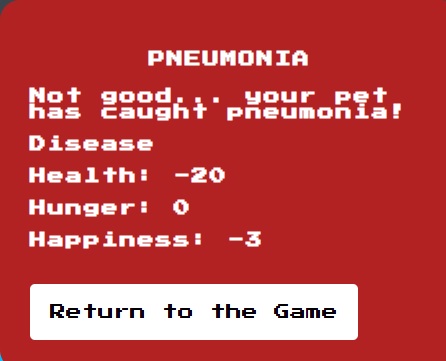 PNEUMONIA
Not good... your pet
has caught pneumonia!
Disease
Health: -20
Hunger: 0
Happiness: -3
Return to the Game